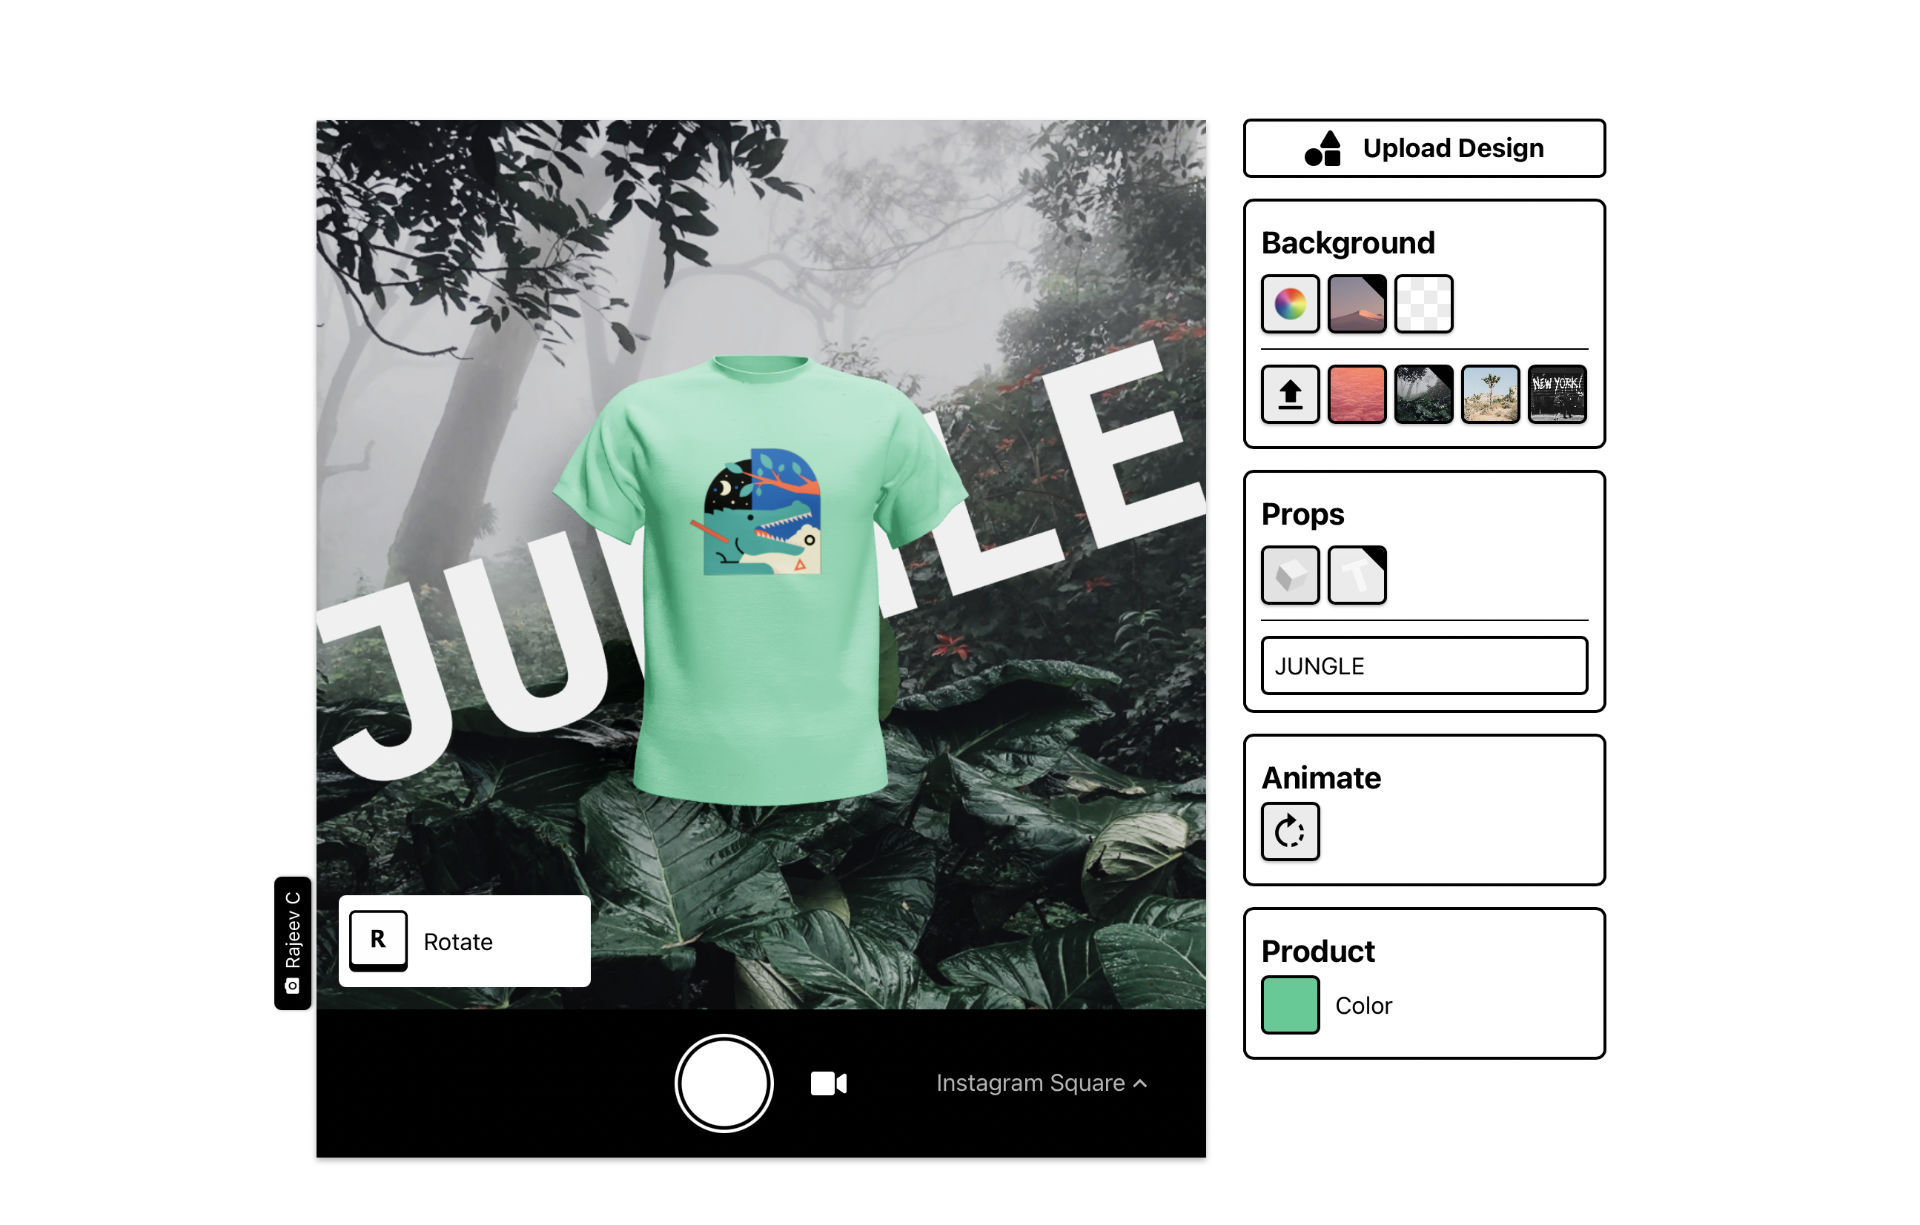 Upload Design
Background
NEW YORK!
Props
JUNGLE
Animate
Product
Color
JU LE
R Rotate
Rajeev C
Instagram Square